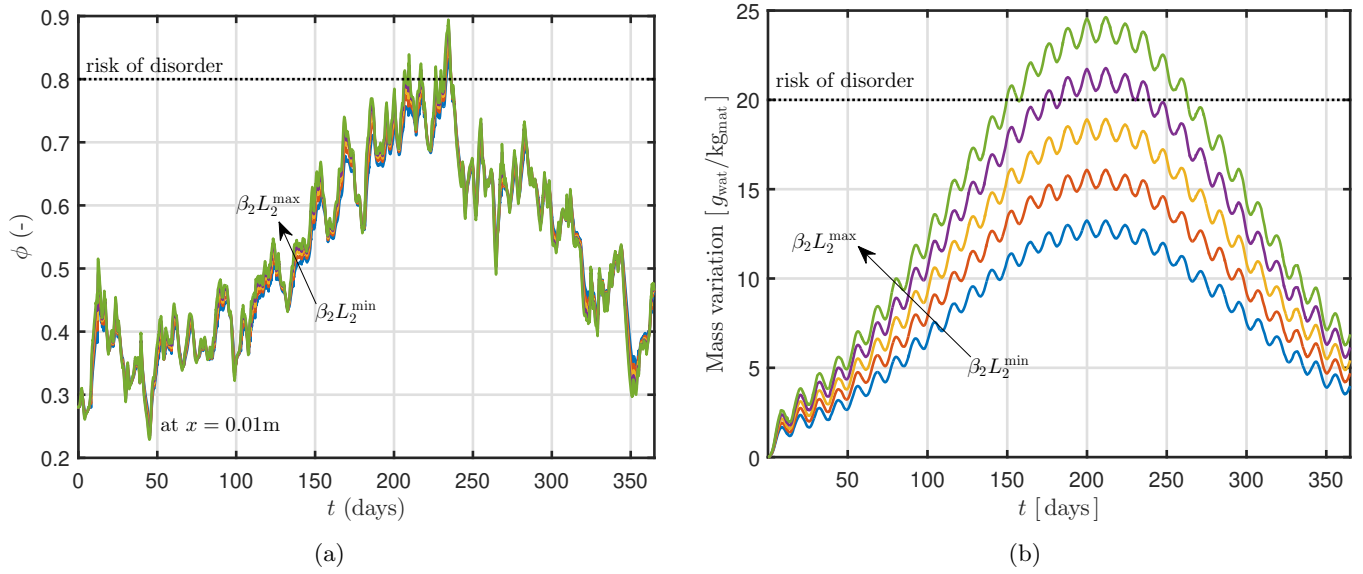 0.9
0.8
0.7
0.6
0.5
0.4
0.3
0.2
ϕ (-)
risk of disorder
β₂L₂ᵐᵃˣ
β₂L₂ᵐⁱⁿ
at x = 0.01m
0 50 100 150 200 250 300 350
t (days)
(a)
25
20
15
10
5
0
Mass variation [g_wat/kg_mat]
risk of disorder
β₂L₂ᵐᵃˣ
β₂L₂ᵐⁱⁿ
50 100 150 200 250 300 350
t [days]
(b)